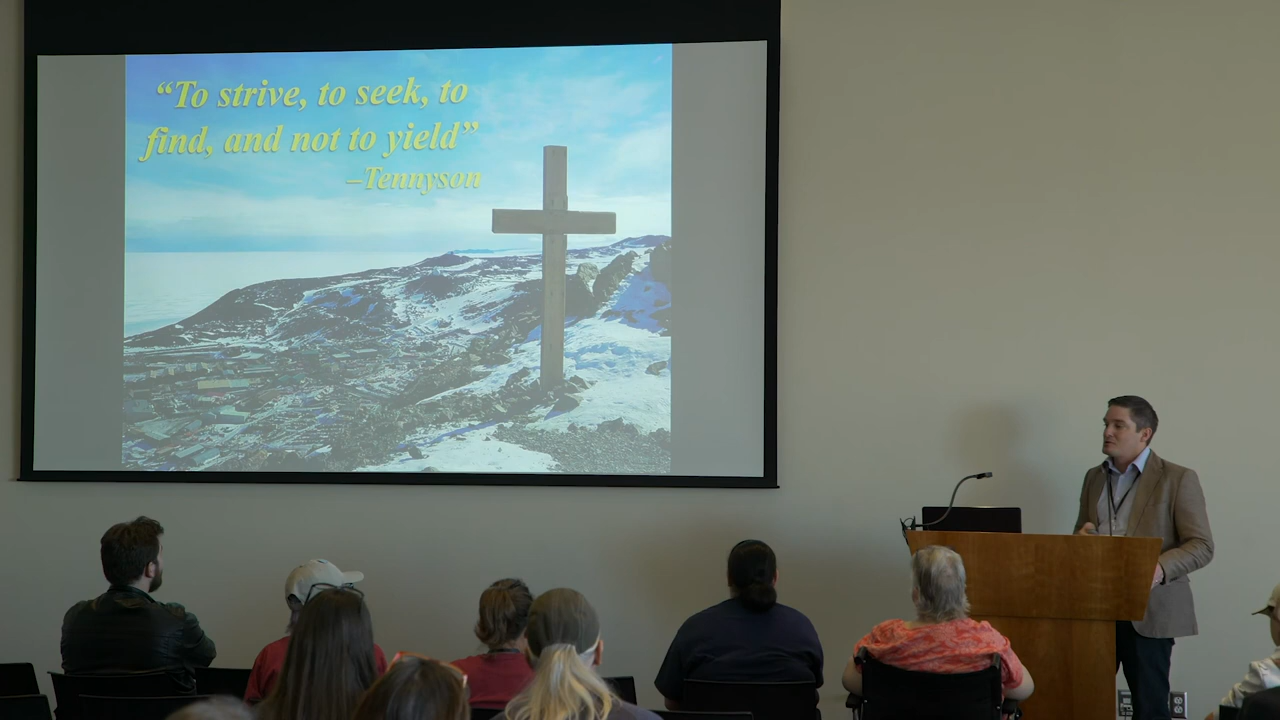 “To strive, to seek, to
find, and not to yield”
–Tennyson